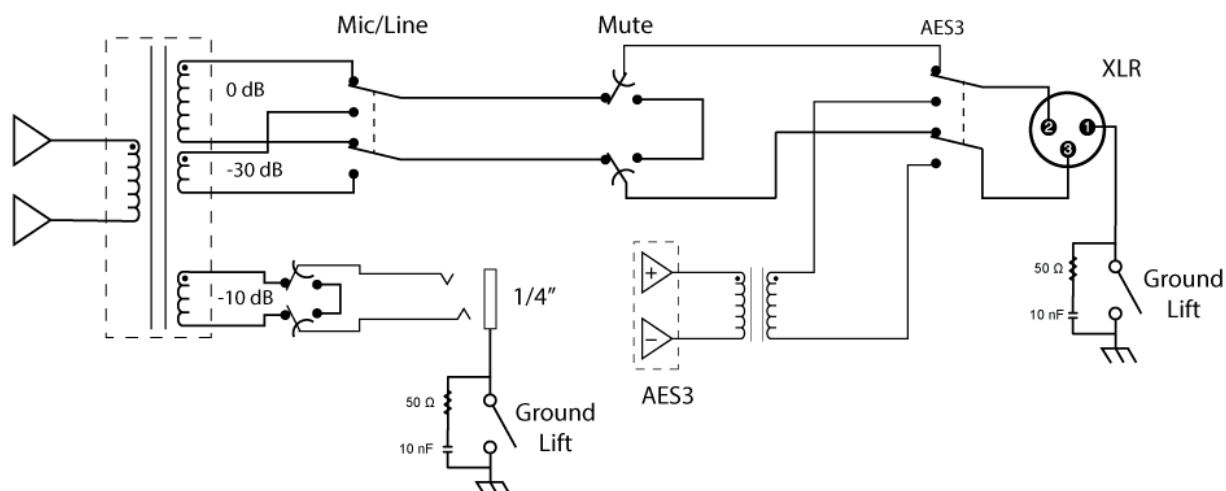 Mic/Line
Mute
AES3
XLR
0 dB
-30 dB
2
1
3
-10 dB
1/4″
+
−
AES3
50 Ω
10 nF
Ground
Lift
50 Ω
10 nF
Ground
Lift